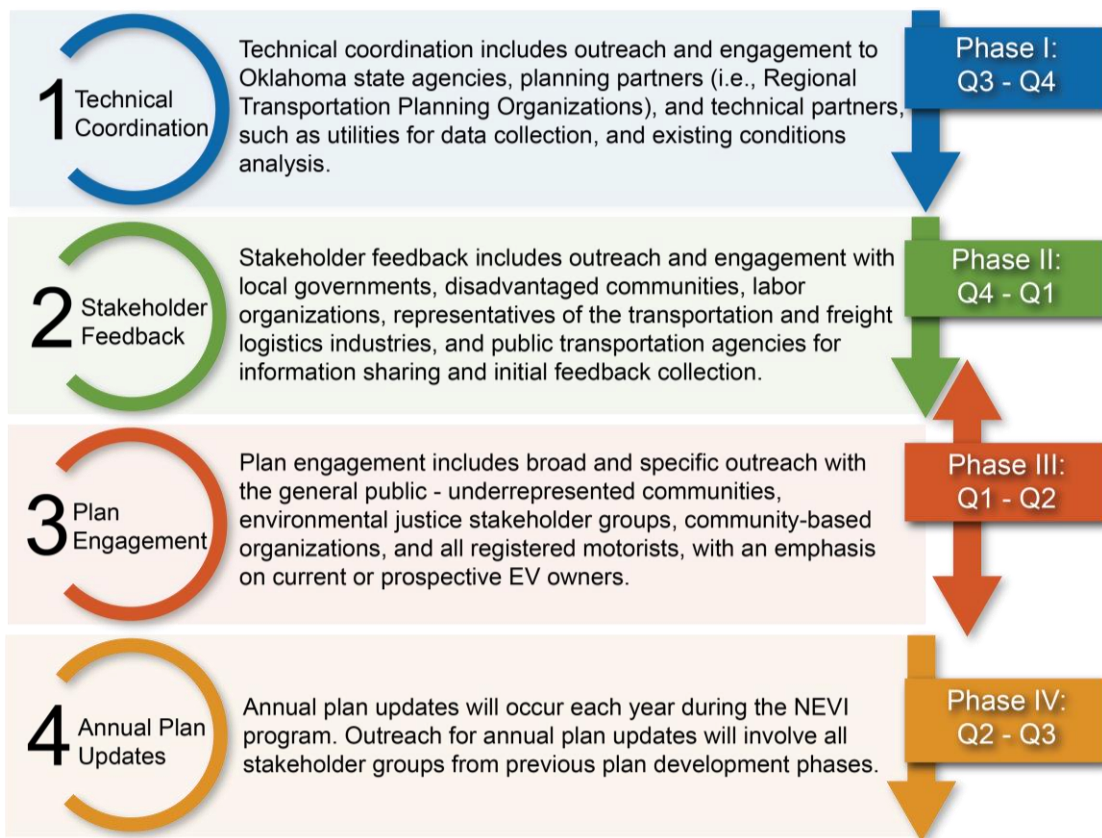 1 Technical
Coordination
Technical coordination includes outreach and engagement to
Oklahoma state agencies, planning partners (i.e., Regional
Transportation Planning Organizations), and technical partners,
such as utilities for data collection, and existing conditions
analysis.
Phase I:
Q3 - Q4
2 Stakeholder
Feedback
Stakeholder feedback includes outreach and engagement with
local governments, disadvantaged communities, labor
organizations, representatives of the transportation and freight
logistics industries, and public transportation agencies for
information sharing and initial feedback collection.
Phase II:
Q4 - Q1
3 Plan
Engagement
Plan engagement includes broad and specific outreach with
the general public - underrepresented communities,
environmental justice stakeholder groups, community-based
organizations, and all registered motorists, with an emphasis
on current or prospective EV owners.
Phase III:
Q1 - Q2
4 Annual Plan
Updates
Annual plan updates will occur each year during the NEVI
program. Outreach for annual plan updates will involve all
stakeholder groups from previous plan development phases.
Phase IV:
Q2 - Q3